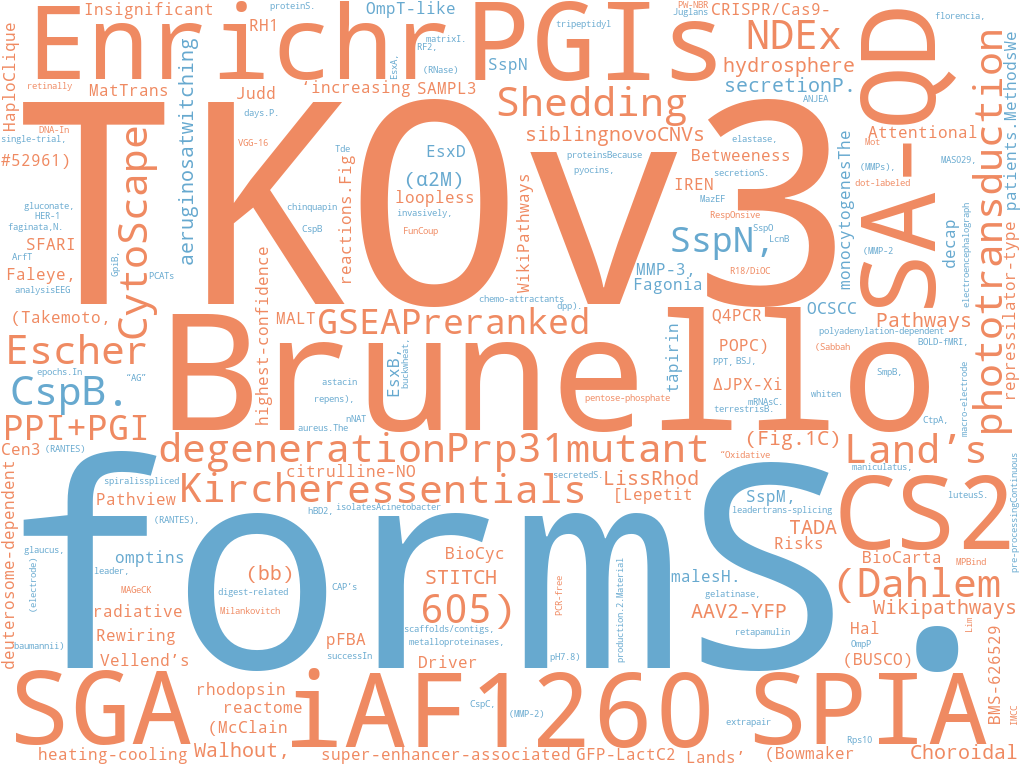 Insignificant
OmpT-like
PW-NBR
Juglans
CRISPR/Cas9-
florencia,
proteinS.
matrixI.
tripeptidyl
Enrichr
PGIs
RH1
RF2,
EsxA,
(RNase)
SspN
NDEx
hydrosphere
secretionP.
HaploClique
retinally
MatTrans
Judd
‘increasing
SAMPL3
ANJEA
SA-QD
phototransduction
patients.MethodsWe
TKOv3
Shedding
siblingnovoCNVs
days.P.
DNA-In
single-trial,
#52961)
CytoScape
aeruginosatwitching
VGG-16
Tde
EsxD
(α2M)
loopless
invasively,
FunCoup
proteinsBecause
pyocins,
elastase,
Betweeness
secretionS.
IREN
MazEF
RespOnsive
SspO
LcnB
Attentional
Mot
MASO29,
(MMPs),
dot-labeled
monocytogenesThe
gluconate,
HER-1
faginata,N.
SFARI
ArfT
Faleye,
analysisEEG
GpiB,
PCATs
chinquapin
CspB
reactions.Fig
WikiPathways
SspN,
MMP-3,
Fagonia
R18/DiOC
decap
(MMP-2
electroencephalograph
repressilator-type
highest-confidence
chemo-attractants
dpp).
(Takemoto,
MALT
GSEAPreranked
Q4PCR
OCSCC
Pathways
polyadenylation-dependent
(Sabbah
BOLD-fMRI,
Brunello
Escher
epochs.In
“AG”
CspB.
astacin
repens),
nNAT
aureus.The
EsxB,
buckwheat,
tāpirin
pentose-phosphate
POPC)
PPT,
BSJ,
ΔJPX-Xi
mRNAsC.
terrestrisB.
whiten
SmpB,
CtpA,
macro-electrode
PPI+PGI
Cen3
(RANTES)
degenerationPrp31mutant
(Fig.1C)
Land’s
“Oxidative
maniculatus,
deuterosome-dependent
spiralisspliced
Pathview
citrulline-NO
Kircheressentials
secretedS.
LissRhod
[Lepetit
SspM,
leadertrans-splicing
luteusS.
CS2
pre-processingContinuous
(RANTES),
hBD2,
isolatesAcinetobacter
TADA
Risks
formS.
glaucus,
omptins
leader,
(electrode)
MAGeCK
radiative
(bb)
digest-related
Milankovitch
CAP’s
BioCyc
STITCH
605)
PCR-free
production.2.Material
malesH.
gelatinase,
AAV2-YFP
retapamulin
BioCarta
MPBind
(Dahlem
Wikipathways
baumannii)
Rewiring
Vellend’s
pFBA
successIn
scaffolds/contigs,
metalloproteinases,
Driver
pH7.8)
Hal
OmpP
(BUSCO)
Lim
BMS-626529
IMCC
SGA
iAF1260
SPIA
rhodopsin
reactome
(McClain
CspC,
(MMP-2)
extrapair
Rps10
heating-cooling
Walhout,
super-enhancer-associated
GFP-LactC2
Lands’
(Bowmaker
Choroidal